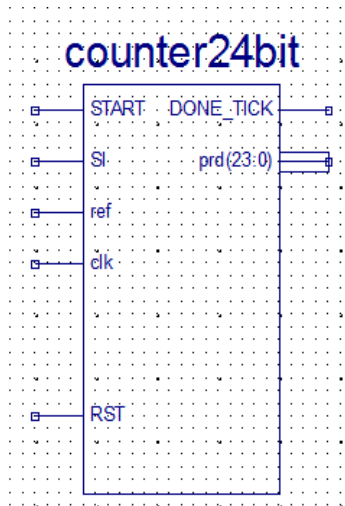 counter24bit
START DONE_TICK
SI prd(23:0)
ref
clk
RST